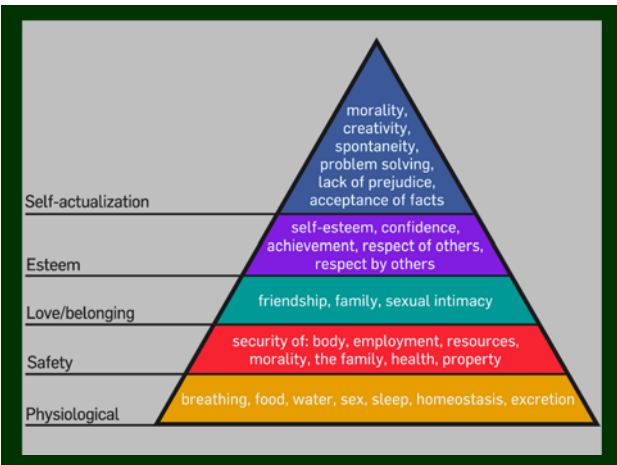 morality,
creativity,
spontaneity,
problem solving,
lack of prejudice,
acceptance of facts
Self-actualization
self-esteem, confidence,
achievement, respect of others,
respect by others
Esteem
friendship, family, sexual intimacy
Love/belonging
security of: body, employment, resources,
morality, the family, health, property
Safety
breathing, food, water, sex, sleep, homeostasis, excretion
Physiological